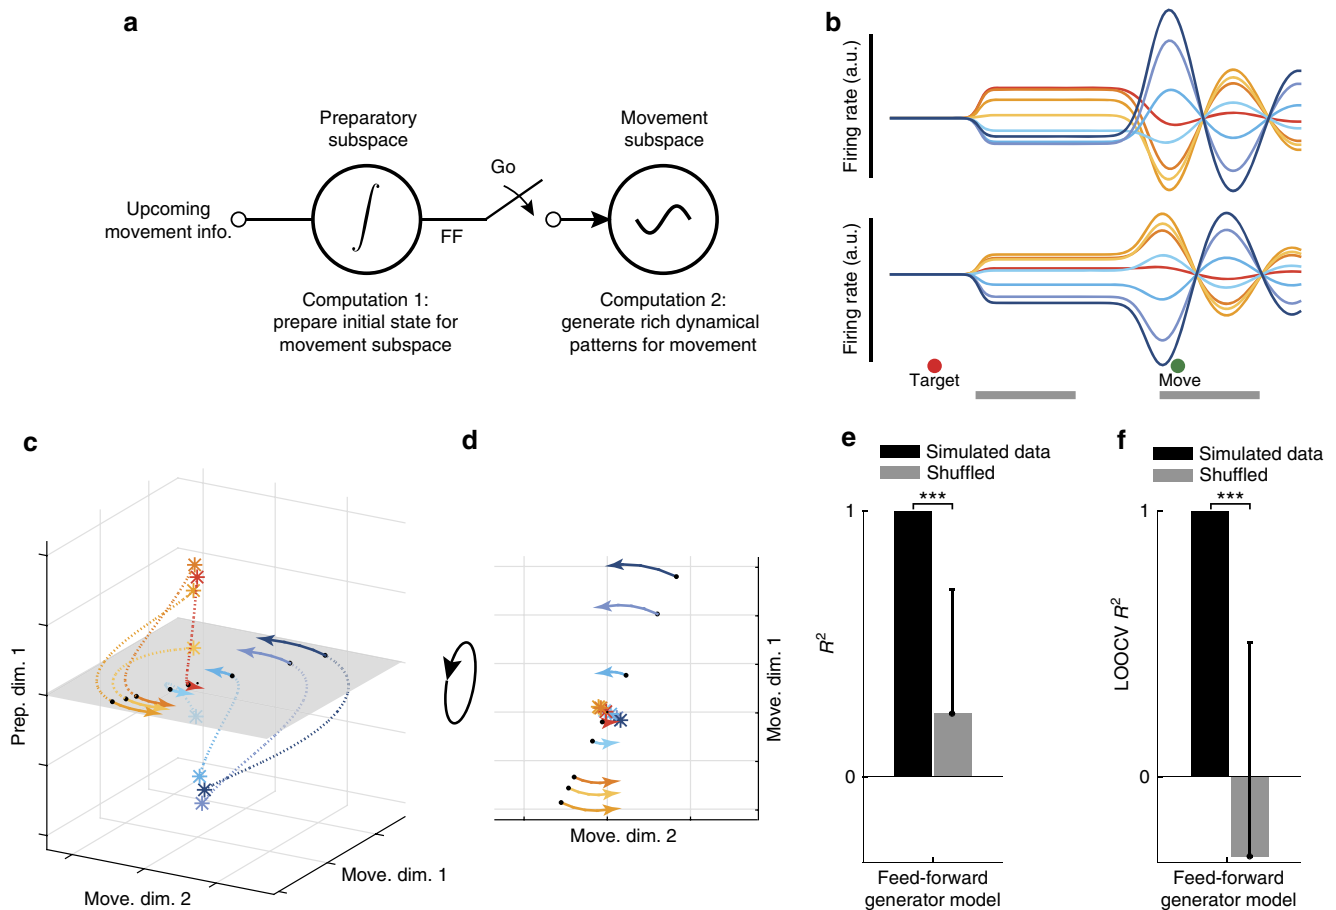 a
Preparatory
subspace
Movement
subspace
Go
Upcoming
movement info.
∫
FF
Computation 1:
prepare initial state for
movement subspace
Computation 2:
generate rich dynamical
patterns for movement
b
Firing rate (a.u.)
Firing rate (a.u.)
Target
Move
c
Prep. dim. 1
Move. dim. 2
Move. dim. 1
d
Move. dim. 1
Move. dim. 2
e
Simulated data
Shuffled
***
1
R²
0
Feed-forward
generator model
f
Simulated data
Shuffled
***
1
LOOCV R²
0
Feed-forward
generator model